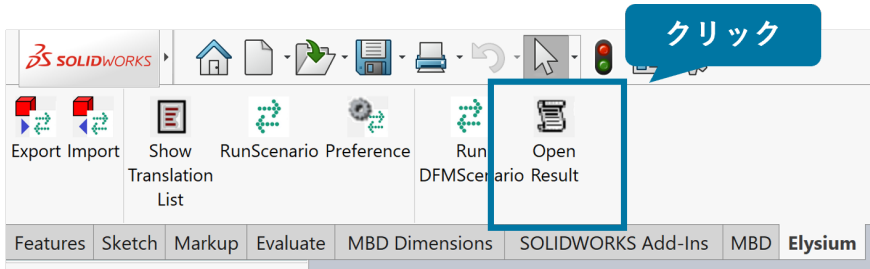 クリック
SOLIDWORKS
Export Import Show RunScenario Preference Run Open
Translation DFMScenario Result
List
Features Sketch Markup Evaluate MBD Dimensions SOLIDWORKS Add-Ins MBD Elysium